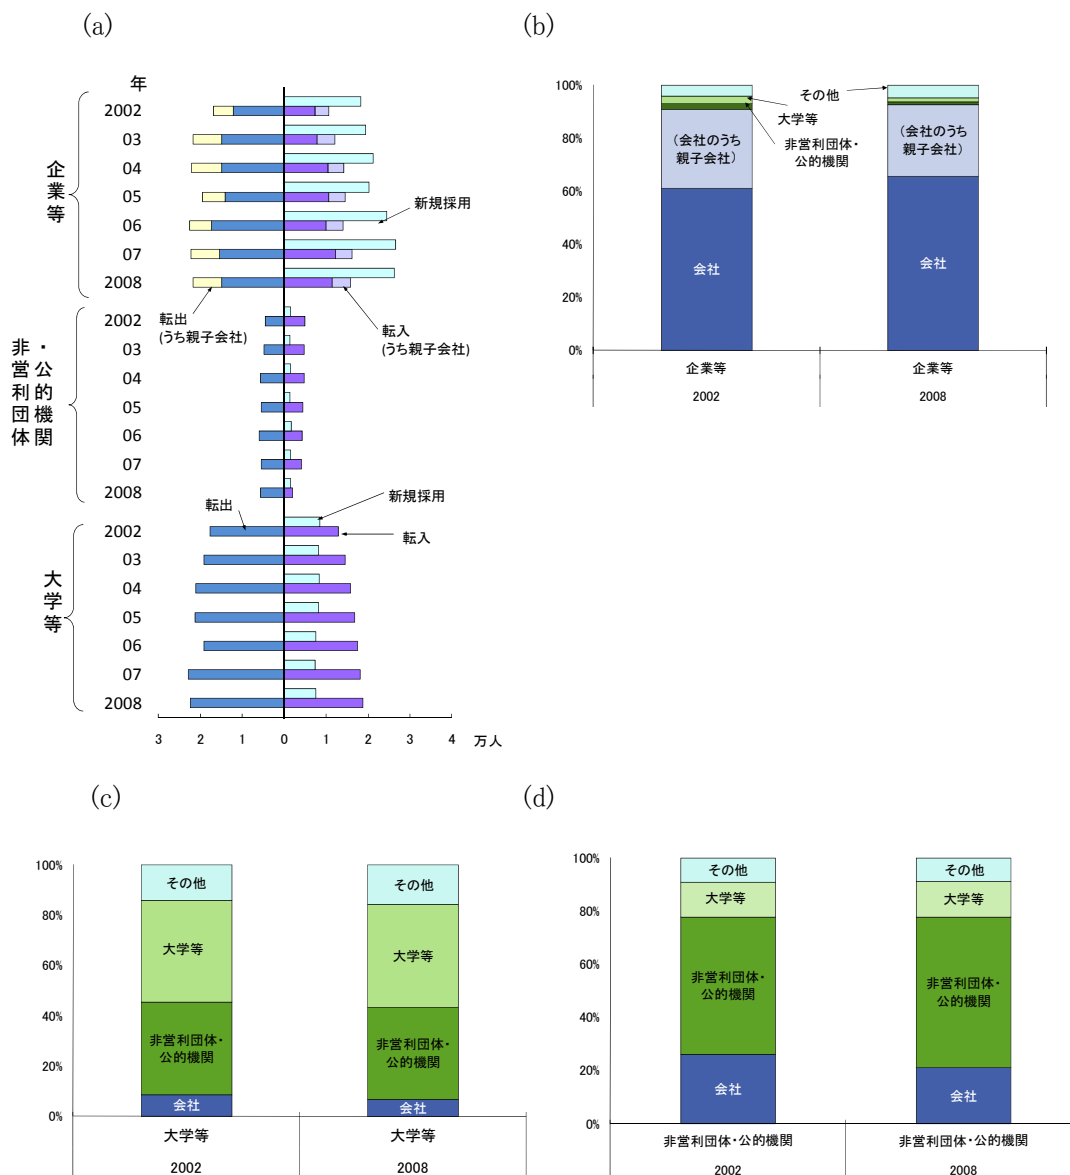 (a)
年
企業等
2002
03
04
05
06
07
2008
新規採用
転出
(うち親子会社)
転入
(うち親子会社)
非営利団体
・公的機関
2002
03
04
05
06
07
2008
転出
新規採用
転入
大学等
2002
03
04
05
06
07
2008
3 2 1 0 1 2 3 4 万人
(b)
100%
80%
60%
40%
20%
0%
その他
大学等
非営利団体・
公的機関
(会社のうち
親子会社)
会社
(会社のうち
親子会社)
会社
企業等 企業等
2002 2008
(c)
100%
80%
60%
40%
20%
0%
その他
大学等
非営利団体・
公的機関
会社
その他
大学等
非営利団体・
公的機関
会社
大学等 大学等
2002 2008
(d)
100%
80%
60%
40%
20%
0%
その他
大学等
非営利団体・
公的機関
会社
その他
大学等
非営利団体・
公的機関
会社
非営利団体・公的機関 非営利団体・公的機関
2002 2008